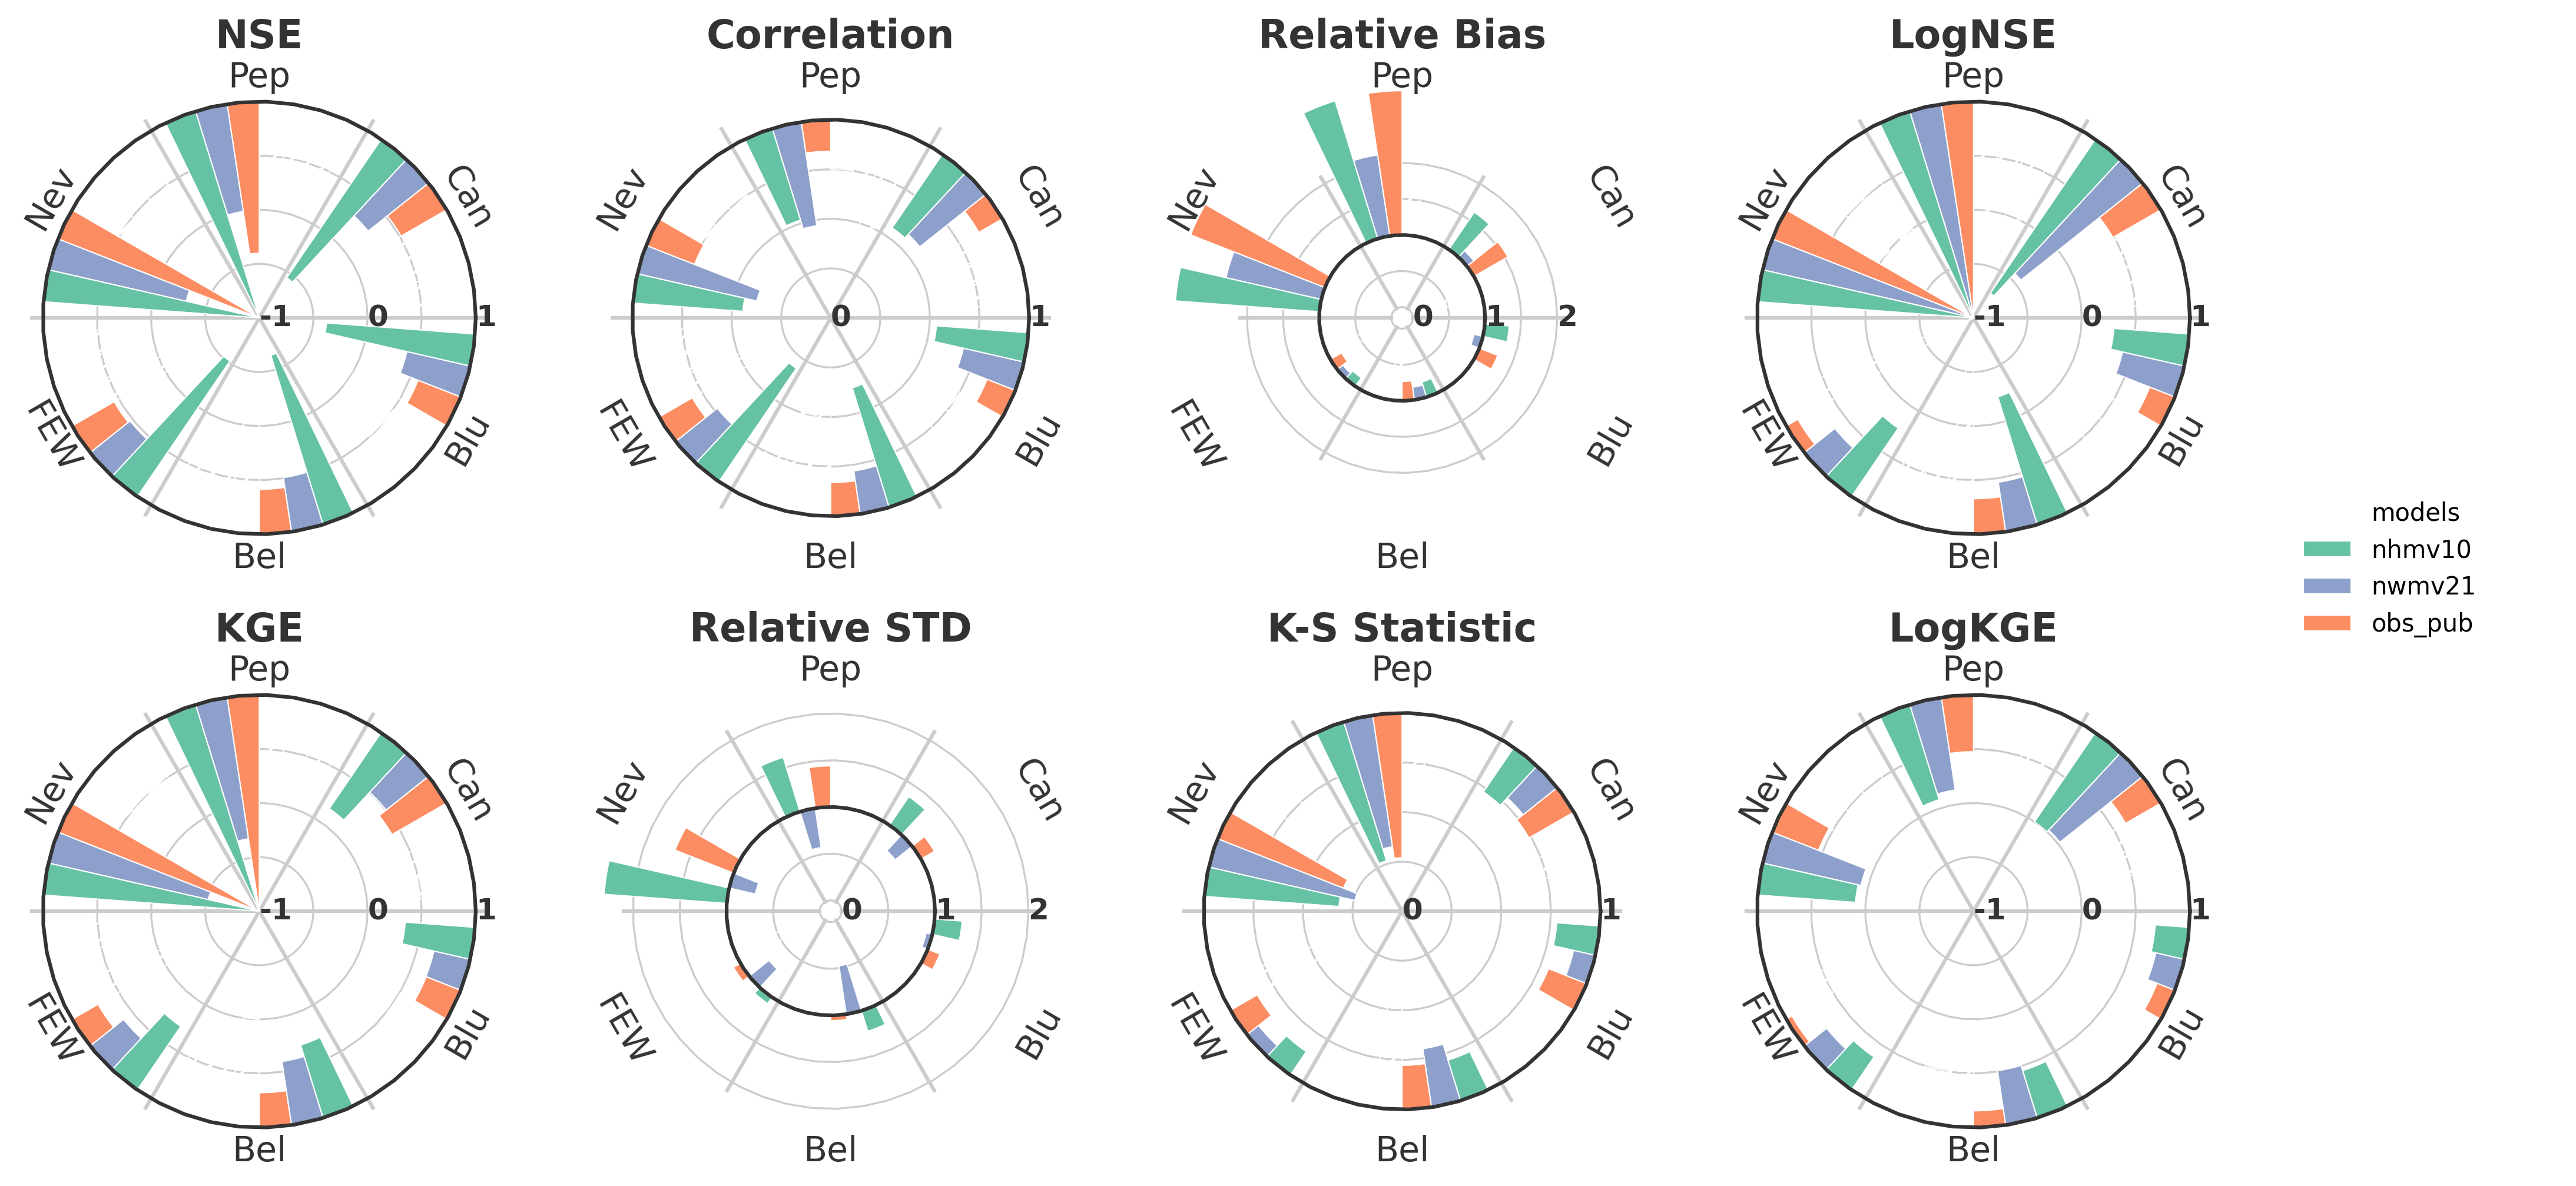 NSE
Pep
Can
Nev
-1 0 1
FEW
Blu
Bel
Correlation
Pep
Can
Nev
0 1
FEW
Blu
Bel
Relative Bias
Pep
Can
Nev
0 1 2
FEW
Blu
Bel
LogNSE
Pep
Can
Nev
-1 0 1
FEW
Blu
Bel
models
nhmv10
nwmv21
obs_pub
KGE
Pep
Can
Nev
-1 0 1
FEW
Blu
Bel
Relative STD
Pep
Can
Nev
0 1 2
FEW
Blu
Bel
K-S Statistic
Pep
Can
Nev
0 1
FEW
Blu
Bel
LogKGE
Pep
Can
Nev
-1 0 1
FEW
Blu
Bel